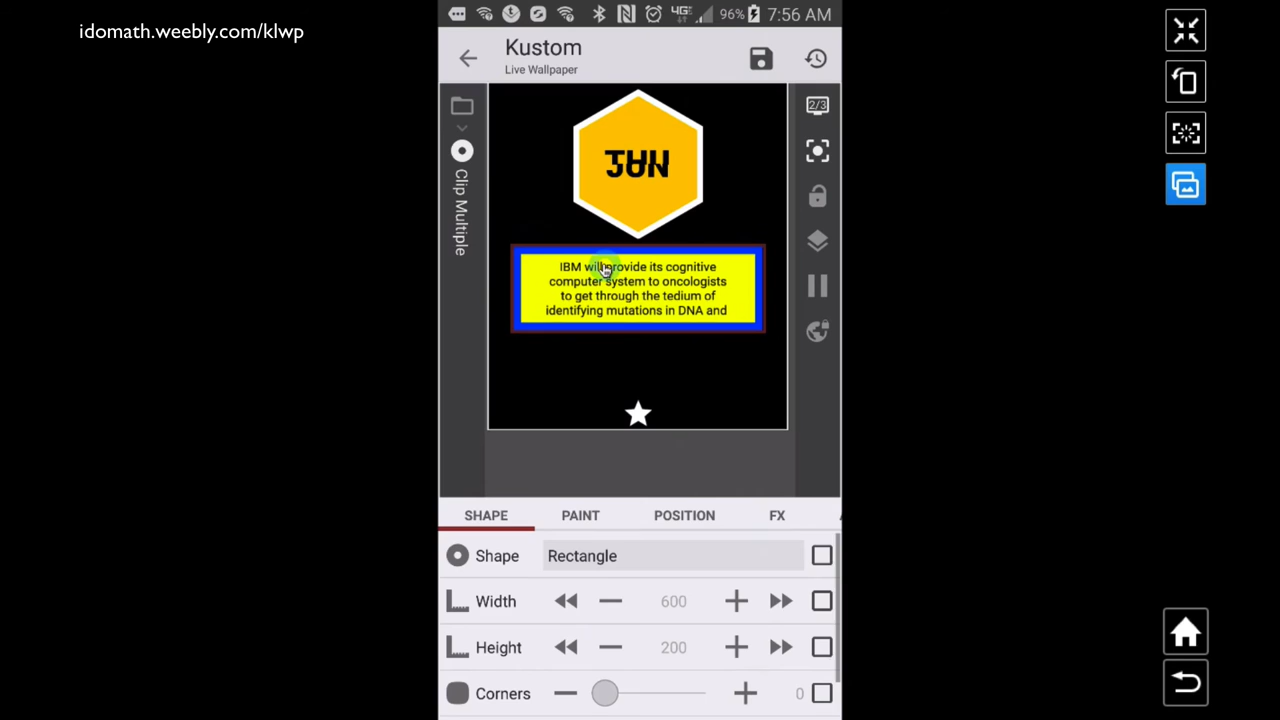 idomath.weebly.com/klwp
96% 7:56 AM
Kustom
Live Wallpaper
2/3
Clip Multiple
JAN
IBM will provide its cognitive
computer system to oncologists
to get through the tedium of
identifying mutations in DNA and
SHAPE PAINT POSITION FX
Shape Rectangle
Width 600
Height 200
Corners 0